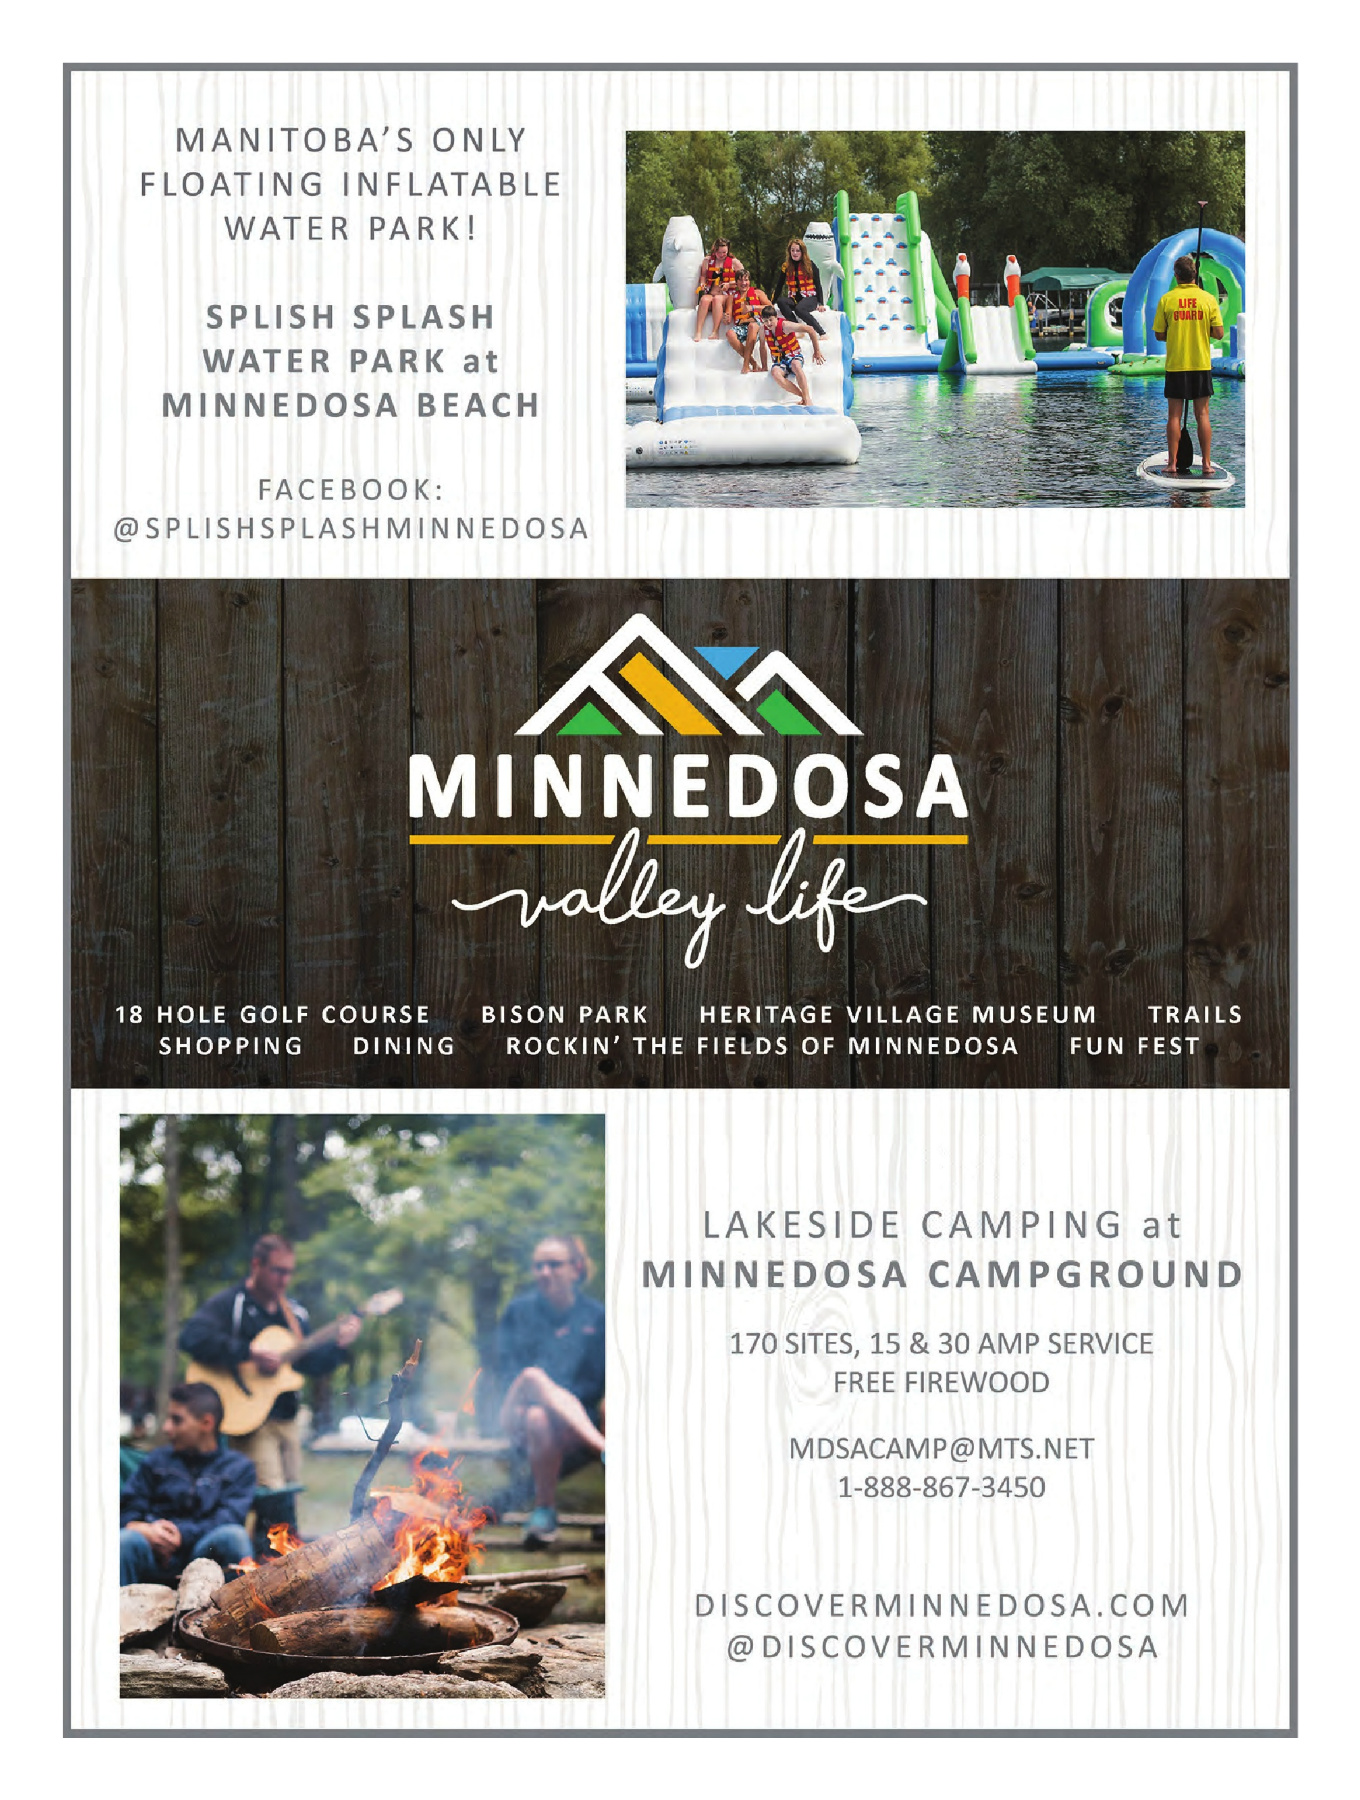 MANITOBA'S ONLY
FLOATING INFLATABLE
WATER PARK!
SPLISH SPLASH
WATER PARK at
MINNEDOSA BEACH
FACEBOOK:
@SPLISHSPLASHMINNEDOSA
LIFE
GUARD
MINNEDOSA
valley life
18 HOLE GOLF COURSE BISON PARK HERITAGE VILLAGE MUSEUM TRAILS
SHOPPING DINING ROCKIN' THE FIELDS OF MINNEDOSA FUN FEST
LAKESIDE CAMPING at
MINNEDOSA CAMPGROUND
170 SITES, 15 & 30 AMP SERVICE
FREE FIREWOOD
MDSACAMP@MTS.NET
1-888-867-3450
DISCOVERMINNEDOSA.COM
@DISCOVERMINNEDOSA